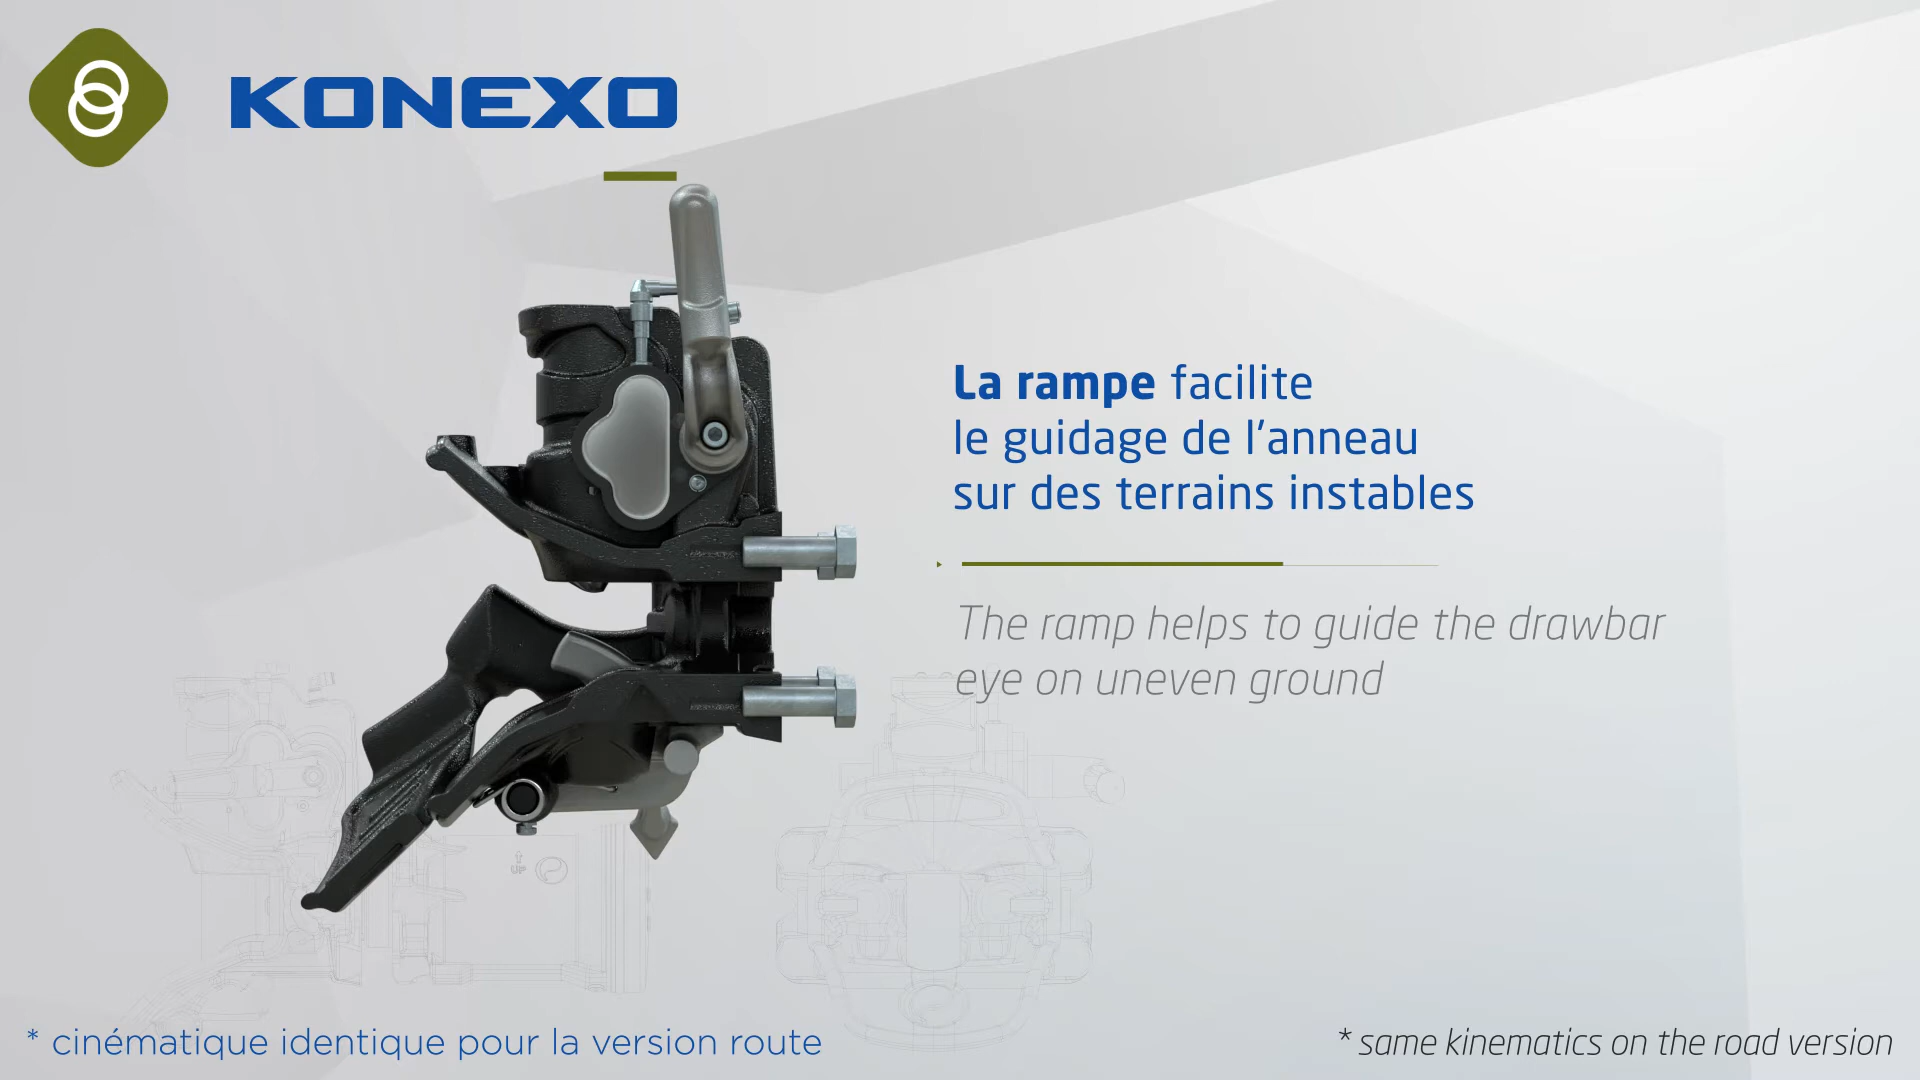 KONEXO
La rampe facilite
le guidage de l'anneau
sur des terrains instables
The ramp helps to guide the drawbar
eye on uneven ground
UP
* cinématique identique pour la version route
* same kinematics on the road version